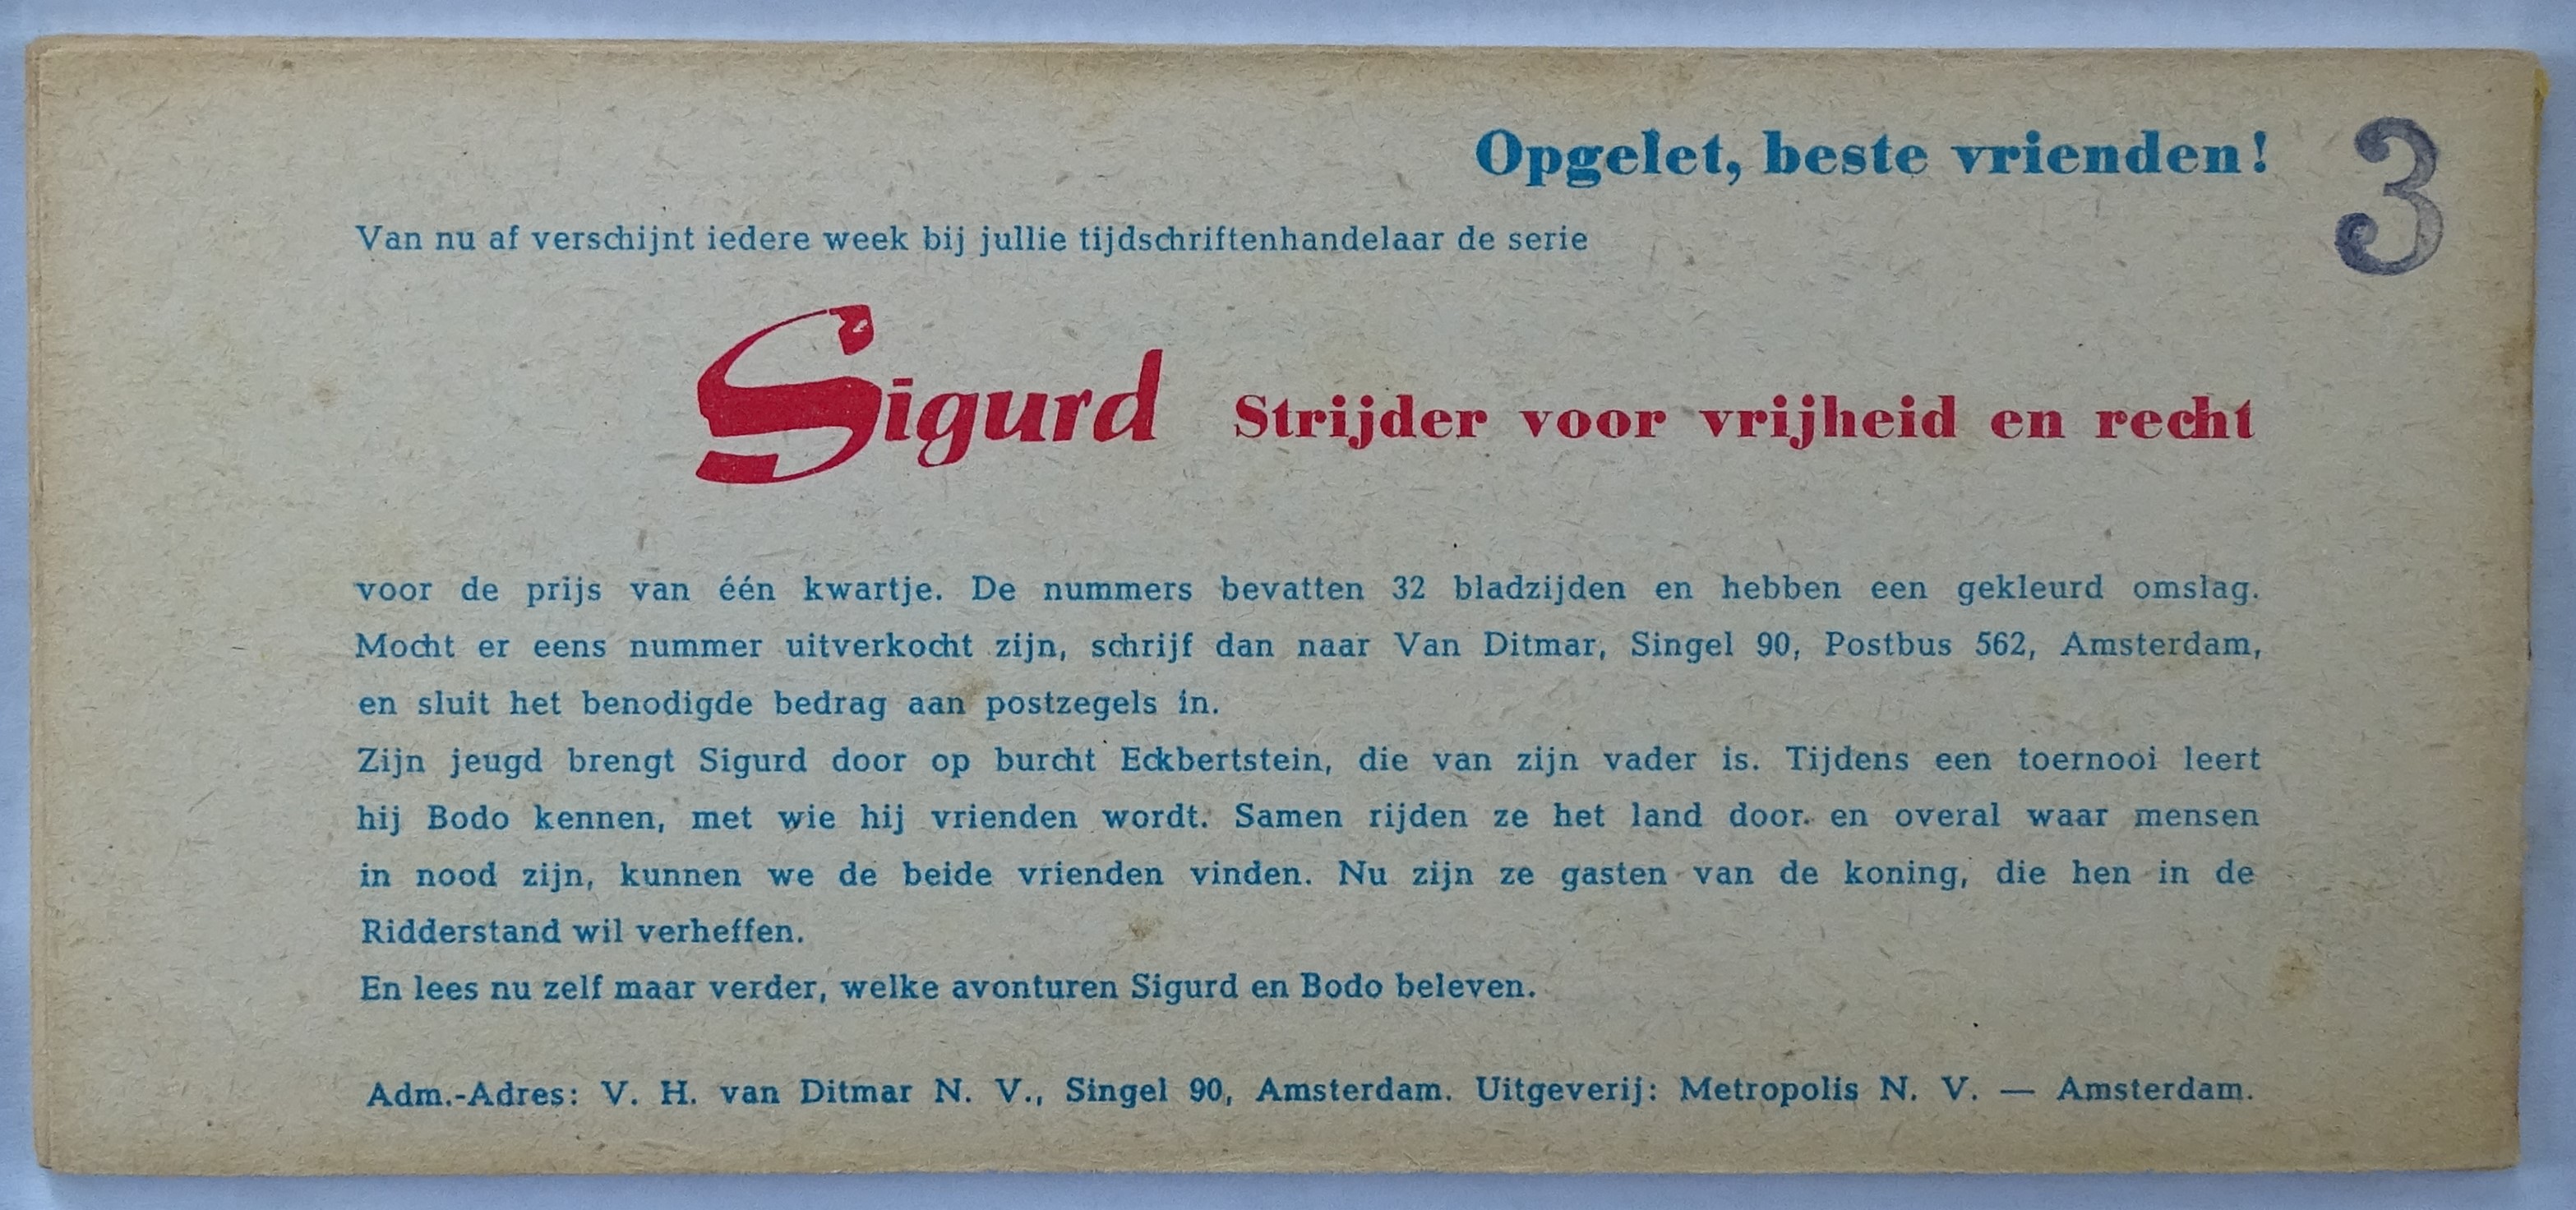 Opgelet, beste vrienden!
3
Van nu af verschijnt iedere week bij jullie tijdschriftenhandelaar de serie
Sigurd Strijder voor vrijheid en recht
voor de prijs van één kwartje. De nummers bevatten 32 bladzijden en hebben een gekleurd omslag.
Mocht er eens nummer uitverkocht zijn, schrijf dan naar Van Ditmar, Singel 90, Postbus 562, Amsterdam,
en sluit het benodigde bedrag aan postzegels in.
Zijn jeugd brengt Sigurd door op burcht Eckbertstein, die van zijn vader is. Tijdens een toernooi leert
hij Bodo kennen, met wie hij vrienden wordt. Samen rijden ze het land door en overal waar mensen
in nood zijn, kunnen we de beide vrienden vinden. Nu zijn ze gasten van de koning, die hen in de
Ridderstand wil verheffen.
En lees nu zelf maar verder, welke avonturen Sigurd en Bodo beleven.
Adm.-Adres: V. H. van Ditmar N. V., Singel 90, Amsterdam. Uitgeverij: Metropolis N. V. — Amsterdam.